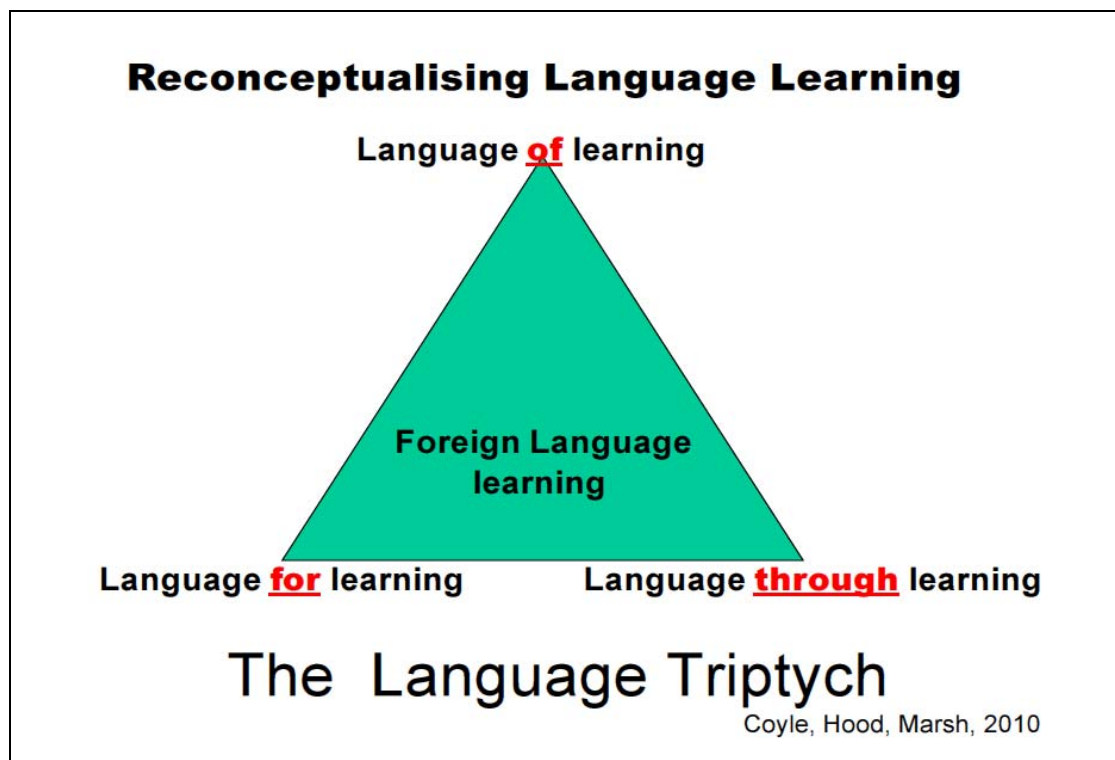 Reconceptualising Language Learning
Language of learning
Foreign Language
learning
Language for learning
Language through learning
The Language Triptych
Coyle, Hood, Marsh, 2010